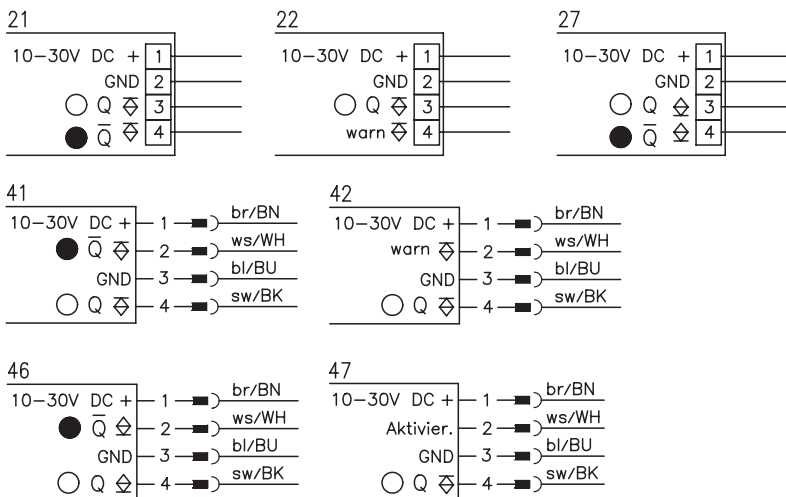 21
10–30V DC + 1
GND 2
Q 3
Q̅ 4
22
10–30V DC + 1
GND 2
Q 3
warn 4
27
10–30V DC + 1
GND 2
Q 3
Q̅ 4
41
10–30V DC + 1 br/BN
Q̅ 2 ws/WH
GND 3 bl/BU
Q 4 sw/BK
42
10–30V DC + 1 br/BN
warn 2 ws/WH
GND 3 bl/BU
Q 4 sw/BK
46
10–30V DC + 1 br/BN
Q̅ 2 ws/WH
GND 3 bl/BU
Q 4 sw/BK
47
10–30V DC + 1 br/BN
Aktivier. 2 ws/WH
GND 3 bl/BU
Q 4 sw/BK